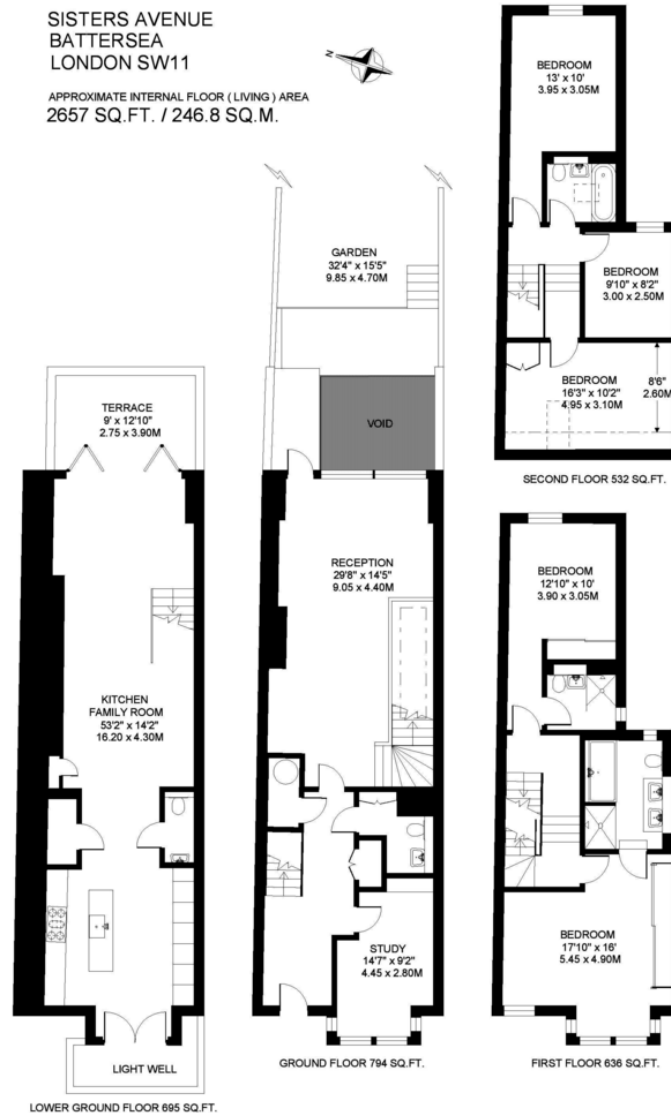 SISTERS AVENUE
BATTERSEA
LONDON SW11
APPROXIMATE INTERNAL FLOOR ( LIVING ) AREA
2657 SQ.FT. / 246.8 SQ.M.
N
TERRACE
9' x 12'10"
2.75 x 3.90M
KITCHEN
FAMILY ROOM
53'2" x 14'2"
16.20 x 4.30M
LIGHT WELL
LOWER GROUND FLOOR 695 SQ.FT.
GARDEN
32'4" x 15'5"
9.85 x 4.70M
VOID
RECEPTION
29'8" x 14'5"
9.05 x 4.40M
STUDY
14'7" x 9'2"
4.45 x 2.80M
GROUND FLOOR 794 SQ.FT.
BEDROOM
13' x 10'
3.95 x 3.05M
BEDROOM
9'10" x 8'2"
3.00 x 2.50M
BEDROOM
16'3" x 10'2"
4.95 x 3.10M
8'6"
2.60M
SECOND FLOOR 532 SQ.FT.
BEDROOM
12'10" x 10'
3.90 x 3.05M
BEDROOM
17'10" x 16'
5.45 x 4.90M
FIRST FLOOR 636 SQ.FT.